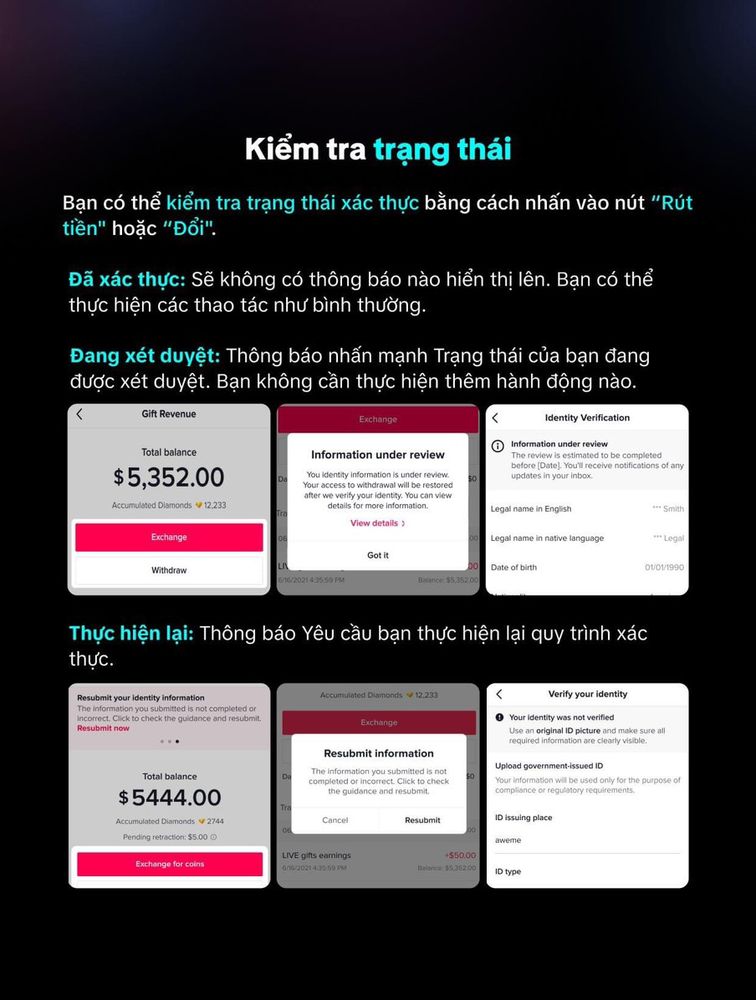 Kiểm tra trạng thái
Bạn có thể kiểm tra trạng thái xác thực bằng cách nhấn vào nút “Rút
tiền" hoặc “Đổi".
Đã xác thực: Sẽ không có thông báo nào hiển thị lên. Bạn có thể
thực hiện các thao tác như bình thường.
Đang xét duyệt: Thông báo nhấn mạnh Trạng thái của bạn đang
được xét duyệt. Bạn không cần thực hiện thêm hành động nào.
Gift Revenue
Total balance
$5,352.00
Accumulated Diamonds 12,233
Exchange
Withdraw
Exchange
Information under review
You identity information is under review.
Your access to withdrawal will be restored
after we verify your identity. You can view
details for more information.
View details
Got it
6/16/2021 4:35:59 PM
Balance: $5,352.00
Identity Verification
Information under review
The review is estimated to be completed
before [Date]. You'll receive notifications of any
updates in your inbox.
Legal name in English *** Smith
Legal name in native language *** Legal
Date of birth 01/01/1990
Thực hiện lại: Thông báo Yêu cầu bạn thực hiện lại quy trình xác
thực.
Resubmit your identity information
The information you submitted is not completed or
incorrect. Click to check the guidance and resubmit.
Resubmit now
Total balance
$5444.00
Accumulated Diamonds 2744
Pending retraction: $5.00
Exchange for coins
Accumulated Diamonds 12,233
Exchange
Resubmit information
The information you submitted is not
completed or incorrect. Click to check
the guidance and resubmit.
Cancel Resubmit
LIVE gifts earnings +$50.00
6/16/2021 4:35:59 PM Balance: $5,352.00
Verify your identity
Your identity was not verified
Use an original ID picture and make sure all
required information are clearly visible.
Upload government-issued ID
Your information will be used only for the purpose of
compliance or regulatory requirements.
ID issuing place
aweme
ID type